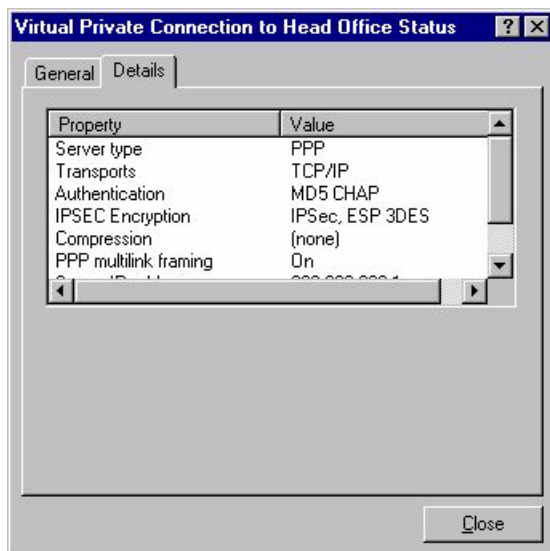 Virtual Private Connection to Head Office Status
General Details
Property Value
Server type PPP
Transports TCP/IP
Authentication MD5 CHAP
IPSEC Encryption IPSec, ESP 3DES
Compression (none)
PPP multilink framing On
Close